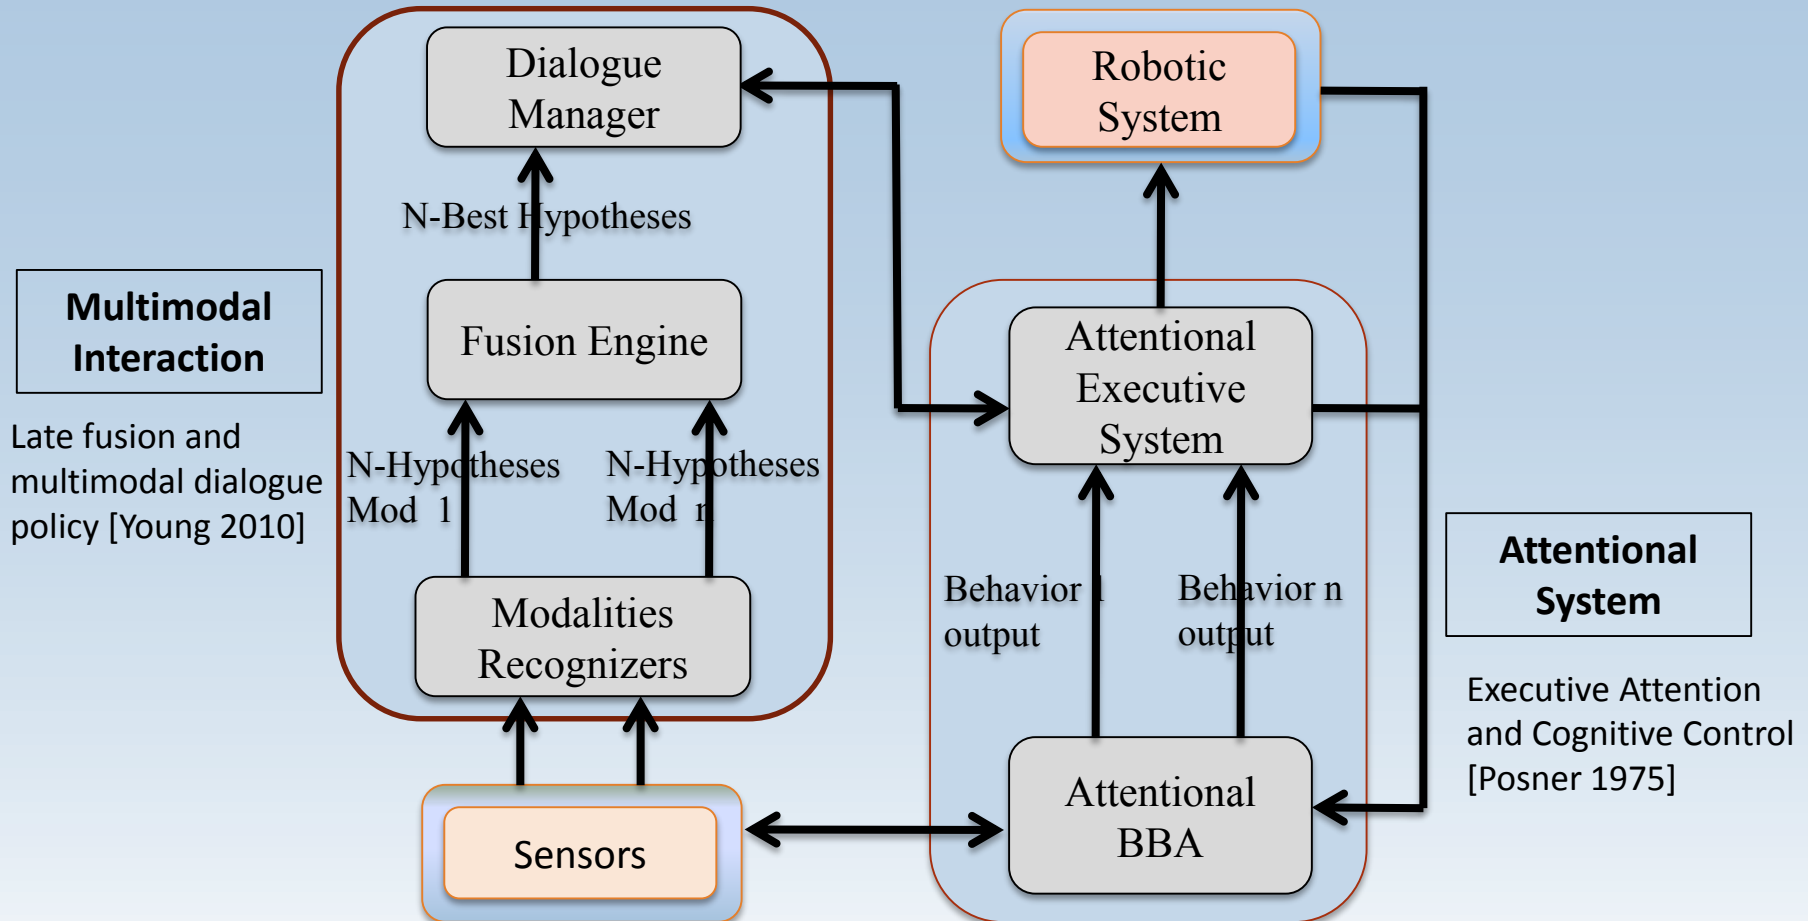 Dialogue
Manager
Robotic
System
N-Best Hypotheses
Multimodal
Interaction
Late fusion and
multimodal dialogue
policy [Young 2010]
Fusion Engine
N-Hypotheses
Mod 1
N-Hypotheses
Mod n
Modalities
Recognizers
Sensors
Attentional
Executive
System
Behavior 1
output
Behavior n
output
Attentional
BBA
Attentional
System
Executive Attention
and Cognitive Control
[Posner 1975]